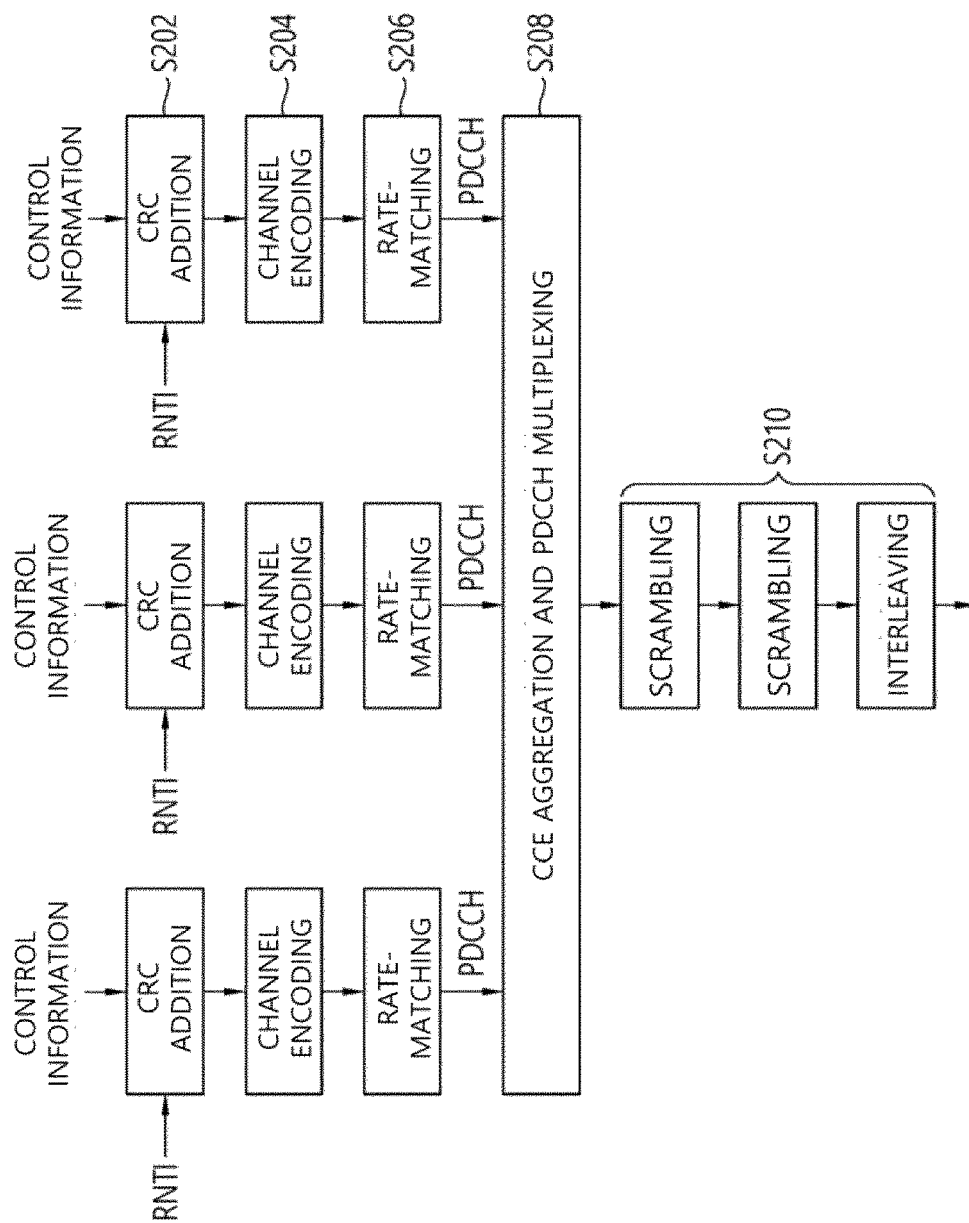 CONTROL
INFORMATION
CONTROL
INFORMATION
CONTROL
INFORMATION
RNTI
CRC
ADDITION
RNTI
CRC
ADDITION
RNTI
CRC
ADDITION
S202
CHANNEL
ENCODING
CHANNEL
ENCODING
CHANNEL
ENCODING
S204
RATE-
MATCHING
RATE-
MATCHING
RATE-
MATCHING
S206
PDCCH
PDCCH
PDCCH
CCE AGGREGATION AND PDCCH MULTIPLEXING
S208
SCRAMBLING
SCRAMBLING
INTERLEAVING
S210